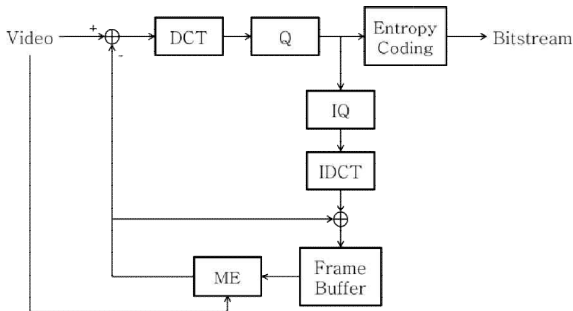 Video
+
-
DCT
Q
Entropy
Coding
Bitstream
IQ
IDCT
ME
Frame
Buffer